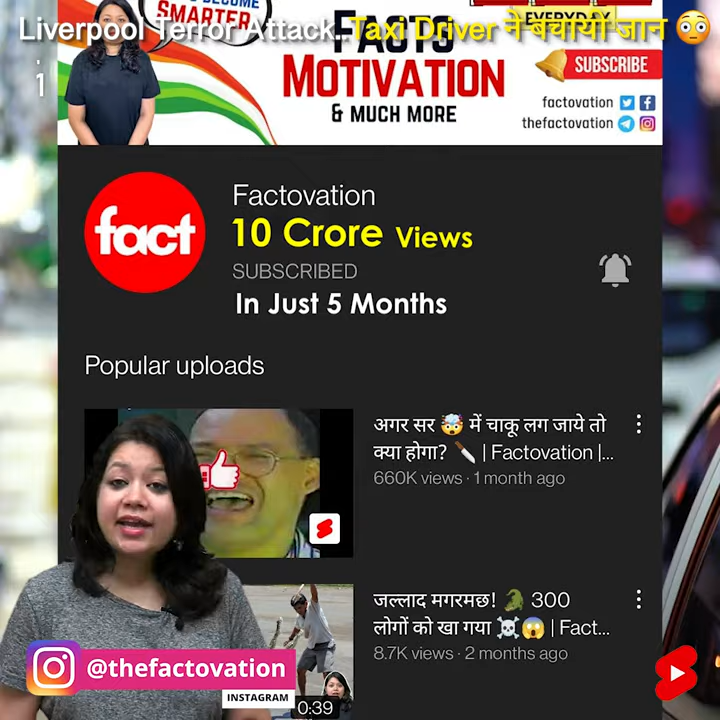 BECOME
SMARTER
Liverpool Terror Attack. Taxi Driver ने बचायी जान 😳
1
FACTS
EVERYDAY
MOTIVATION
& MUCH MORE
SUBSCRIBE
factovation
thefactovation
fact
Factovation
10 Crore Views
SUBSCRIBED
In Just 5 Months
Popular uploads
अगर सर 🤯 में चाकू लग जाये तो
क्या होगा? 🔪 | Factovation |...
660K views · 1 month ago
जल्लाद मगरमछ! 🐊 300
लोगों को खा गया ☠️😱 | Fact...
8.7K views · 2 months ago
@thefactovation
INSTAGRAM
0:39